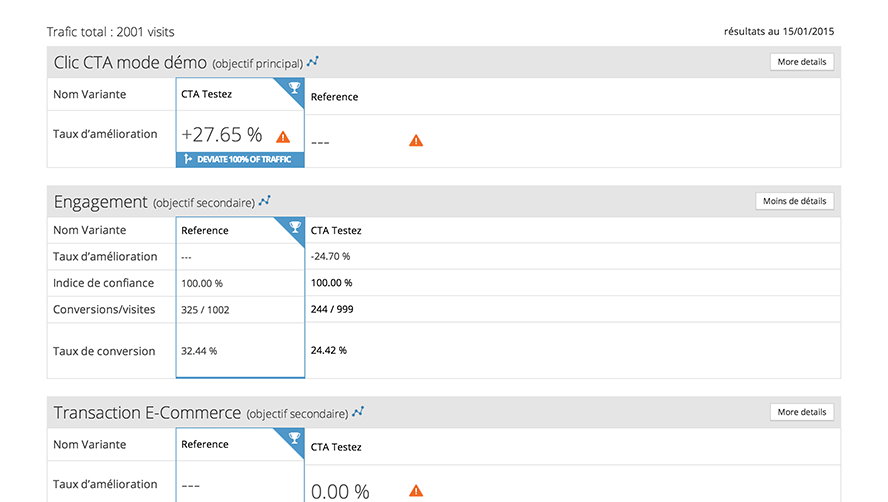 Trafic total : 2001 visits
résultats au 15/01/2015
Clic CTA mode démo (objectif principal)
More details
Nom Variante CTA Testez Reference
Taux d'amélioration +27.65 % ---
DEVIATE 100% OF TRAFFIC
Engagement (objectif secondaire)
Moins de détails
Nom Variante Reference CTA Testez
Taux d'amélioration --- -24.70 %
Indice de confiance 100.00 % 100.00 %
Conversions/visites 325 / 1002 244 / 999
Taux de conversion 32.44 % 24.42 %
Transaction E-Commerce (objectif secondaire)
More details
Nom Variante Reference CTA Testez
Taux d'amélioration --- 0.00 %